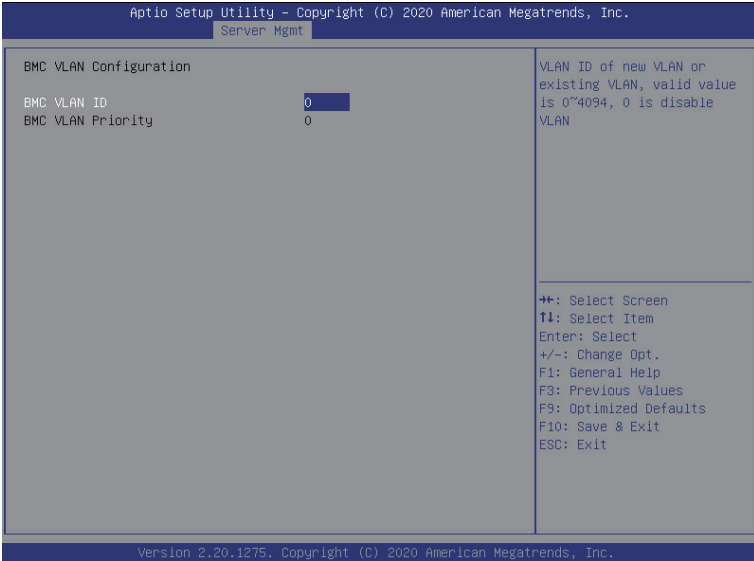 Aptio Setup Utility – Copyright (C) 2020 American Megatrends, Inc.
Server Mgmt
BMC VLAN Configuration
BMC VLAN ID 0
BMC VLAN Priority 0
VLAN ID of new VLAN or
existing VLAN, valid value
is 0~4094, 0 is disable
VLAN
→←: Select Screen
↑↓: Select Item
Enter: Select
+/-: Change Opt.
F1: General Help
F3: Previous Values
F9: Optimized Defaults
F10: Save & Exit
ESC: Exit
Version 2.20.1275. Copyright (C) 2020 American Megatrends, Inc.